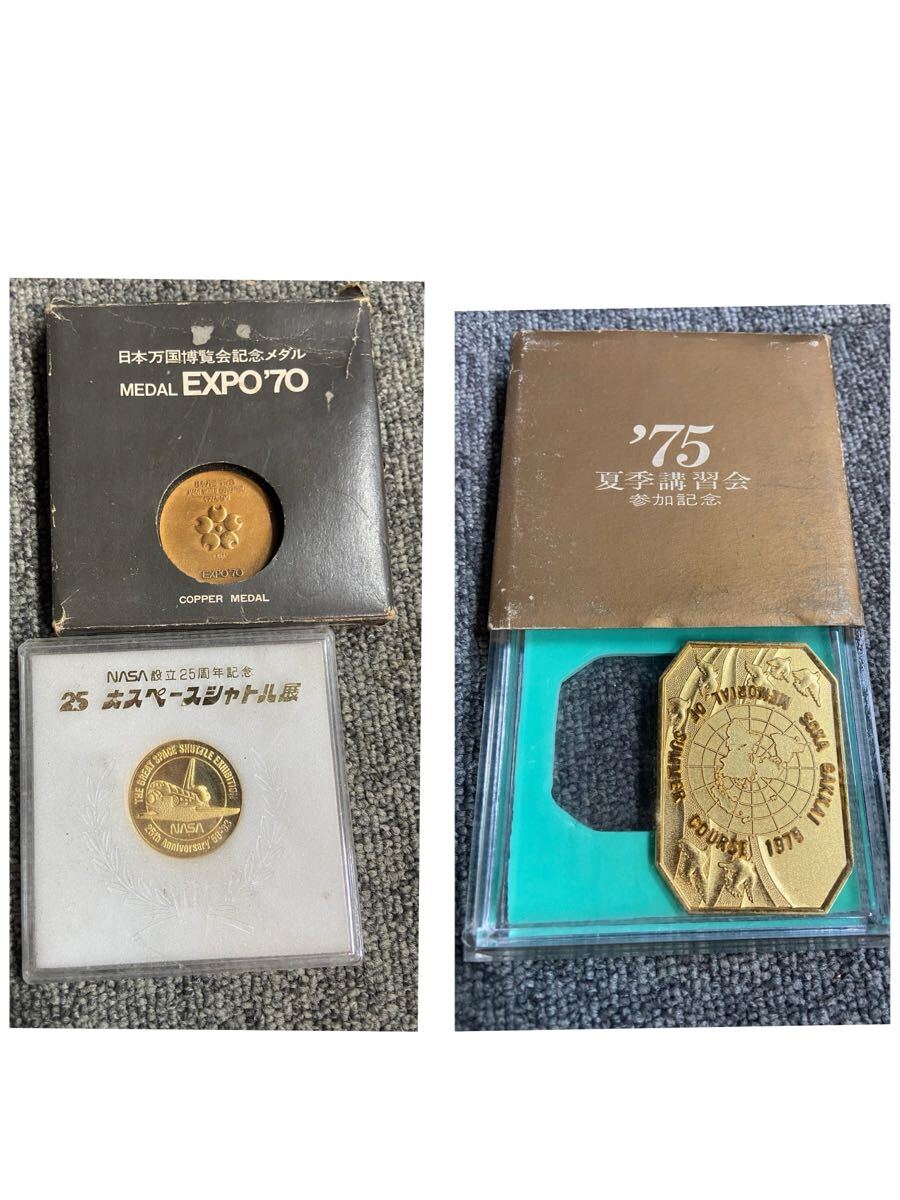 日本万国博覧会記念メダル
MEDAL EXPO'70
EXPO'70
COPPER MEDAL
NASA設立25周年記念
25 大スペースシャトル展
THE GREAT SPACE SHUTTLE EXHIBITION
NASA
25th Anniversary '58-'83
'75
夏季講習会
参加記念
SOKA GAKKAI
MEMORIAL OF SUMMER
COURSE 1975